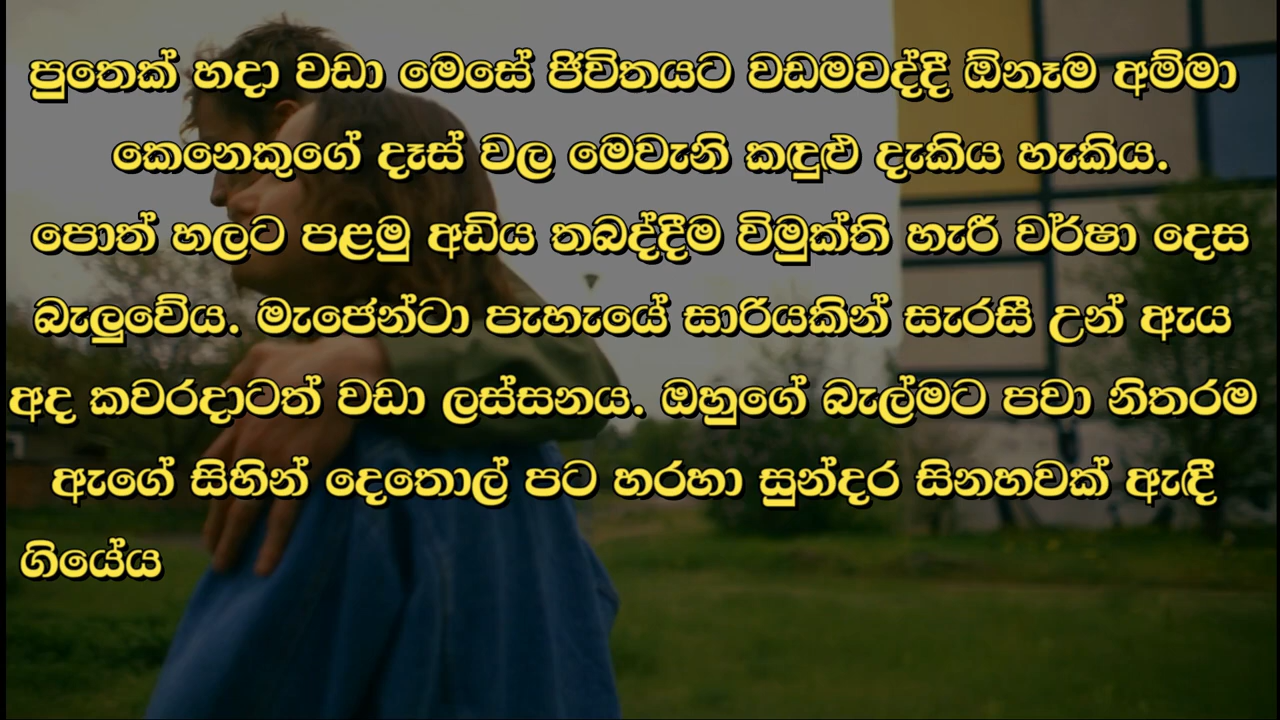 පුතෙක් හදා වඩා මෙසේ ජීවිතයට වඩමවද්දී ඕනෑම අම්මා
කෙනෙකුගේ දෑස් වල මෙවැනි කඳුළු දැකිය හැකිය.
පොත් හලට පළමු අඩිය තබද්දීම විමුක්ති හැරී වර්ෂා දෙස
බැලුවේය. මැජෙන්ටා පැහැයේ සාරියකින් සැරසී උන් ඇය
අද කවරදාටත් වඩා ලස්සනය. ඔහුගේ බැල්මට පවා නිතරම
ඇගේ සිහින් දෙතොල් පට හරහා සුන්දර සිනහවක් ඇඳී
ගියේය